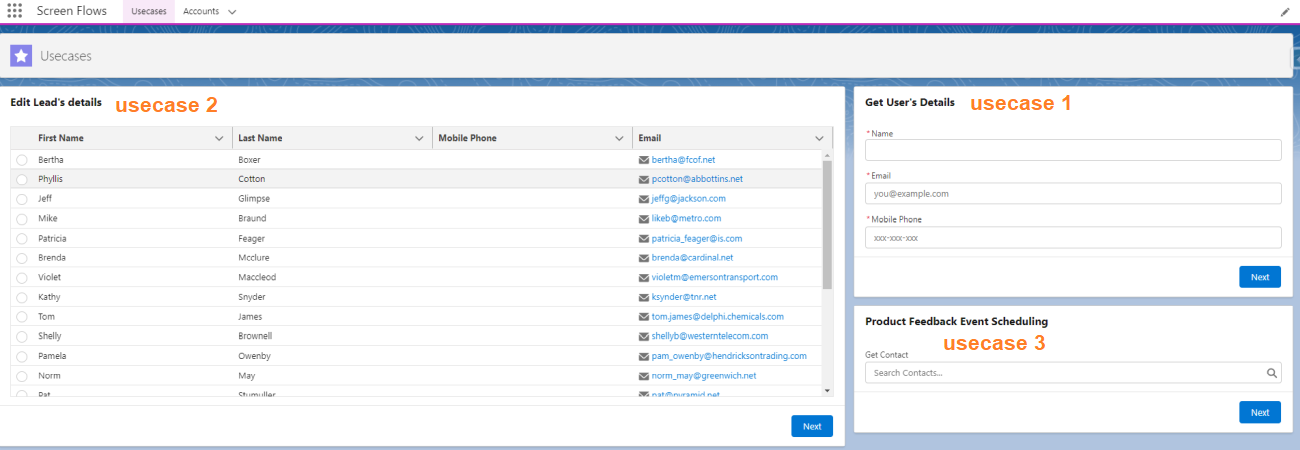 Screen Flows Usecases Accounts
Usecases
Edit Lead's details usecase 2
First Name Last Name Mobile Phone Email
Bertha Boxer bertha@fcof.net
Phyllis Cotton pcotton@abbottins.net
Jeff Glimpse jeffg@jackson.com
Mike Braund likeb@metro.com
Patricia Feager patricia_feager@is.com
Brenda Mcclure brenda@cardinal.net
Violet Maccleod violetm@emersontransport.com
Kathy Snyder ksynder@tnr.net
Tom James tom.james@delphi.chemicals.com
Shelly Brownell shellyb@westerntelecom.com
Pamela Owenby pam_owenby@hendricksontrading.com
Norm May norm_may@greenwich.net
Pat Stumuller pat@pyramid.net
Next
Get User's Details usecase 1
*Name
*Email
you@example.com
*Mobile Phone
xxx-xxx-xxx
Next
Product Feedback Event Scheduling
usecase 3
Get Contact
Search Contacts...
Next